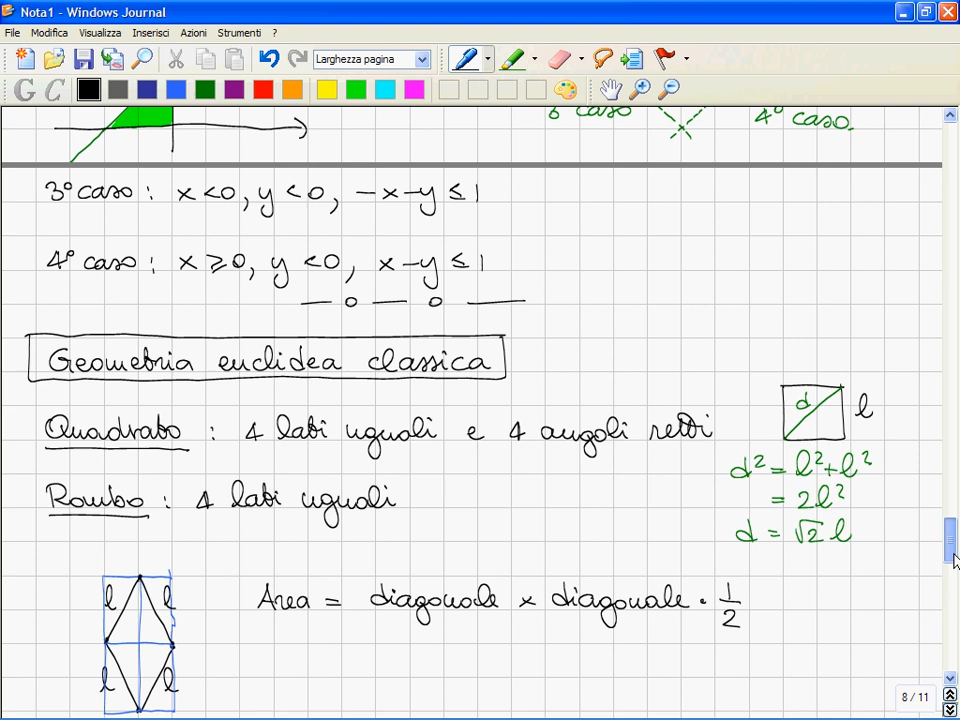 Nota1 - Windows Journal
File Modifica Visualizza Inserisci Azioni Strumenti ?
Larghezza pagina
G C
caso 4° caso.
3° caso : x < 0, y < 0, -x-y ≤ 1
4° caso : x ≥ 0, y < 0, x-y ≤ 1
Geometria euclidea classica
d l
Quadrato : 4 lati uguali e 4 angoli retti
d² = l² + l²
= 2l²
Rombo : 4 lati uguali
d = √2 l
l l
Area = diagonale × diagonale · 1/2
l l
8 / 11